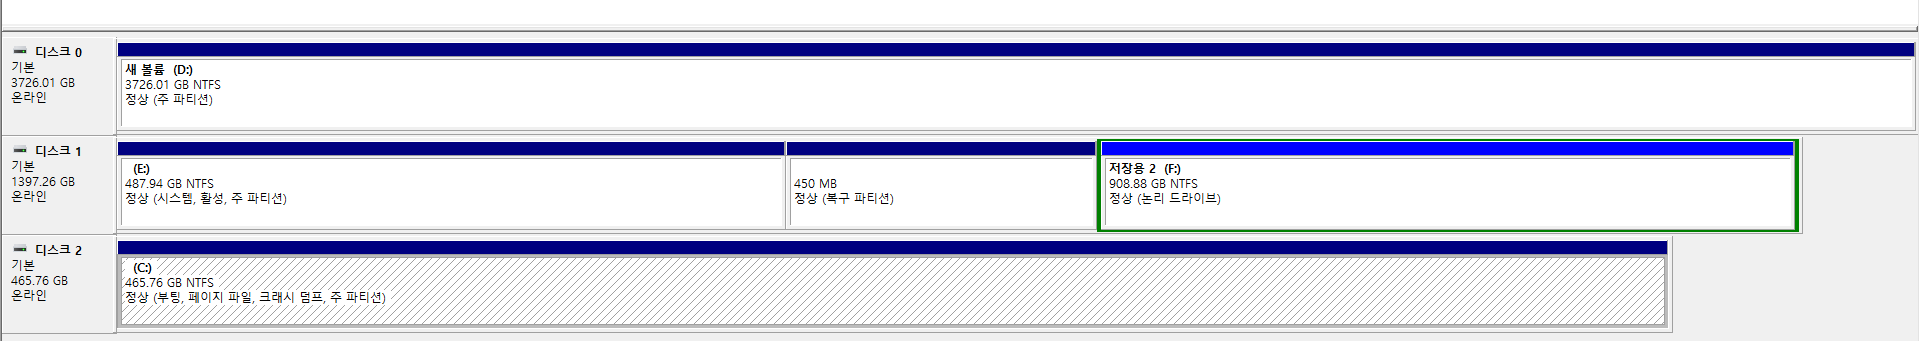 디스크 0
기본
3726.01 GB
온라인
새 볼륨 (D:)
3726.01 GB NTFS
정상 (주 파티션)
디스크 1
기본
1397.26 GB
온라인
(E:)
487.94 GB NTFS
정상 (시스템, 활성, 주 파티션)
450 MB
정상 (복구 파티션)
저장용 2 (F:)
908.88 GB NTFS
정상 (논리 드라이브)
디스크 2
기본
465.76 GB
온라인
(C:)
465.76 GB NTFS
정상 (부팅, 페이지 파일, 크래시 덤프, 주 파티션)